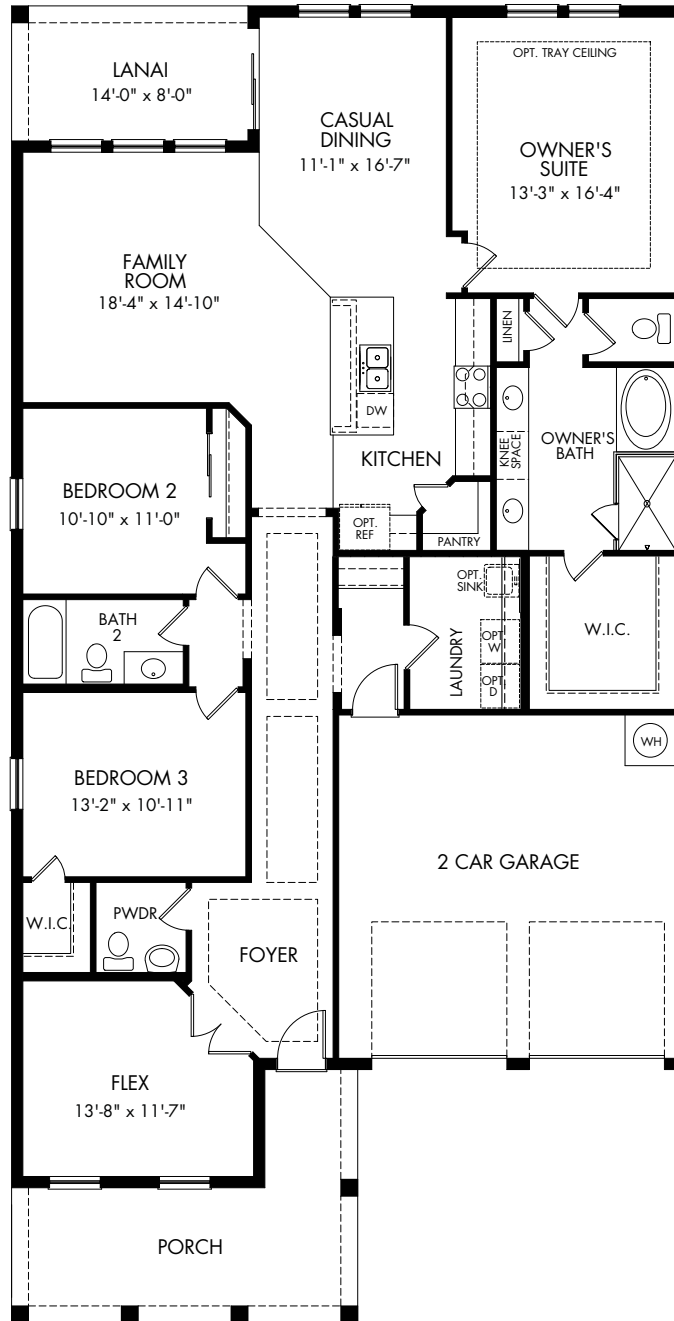 LANAI
14'-0" x 8'-0"
CASUAL
DINING
11'-1" x 16'-7"
OPT. TRAY CEILING
OWNER'S
SUITE
13'-3" x 16'-4"
FAMILY
ROOM
18'-4" x 14'-10"
LINEN
DW
KITCHEN
KNEE
SPACE
OWNER'S
BATH
BEDROOM 2
10'-10" x 11'-0"
OPT.
REF
PANTRY
BATH
2
OPT.
SINK
LAUNDRY
OPT
W
OPT
D
W.I.C.
WH
BEDROOM 3
13'-2" x 10'-11"
2 CAR GARAGE
W.I.C.
PWDR
FOYER
FLEX
13'-8" x 11'-7"
PORCH